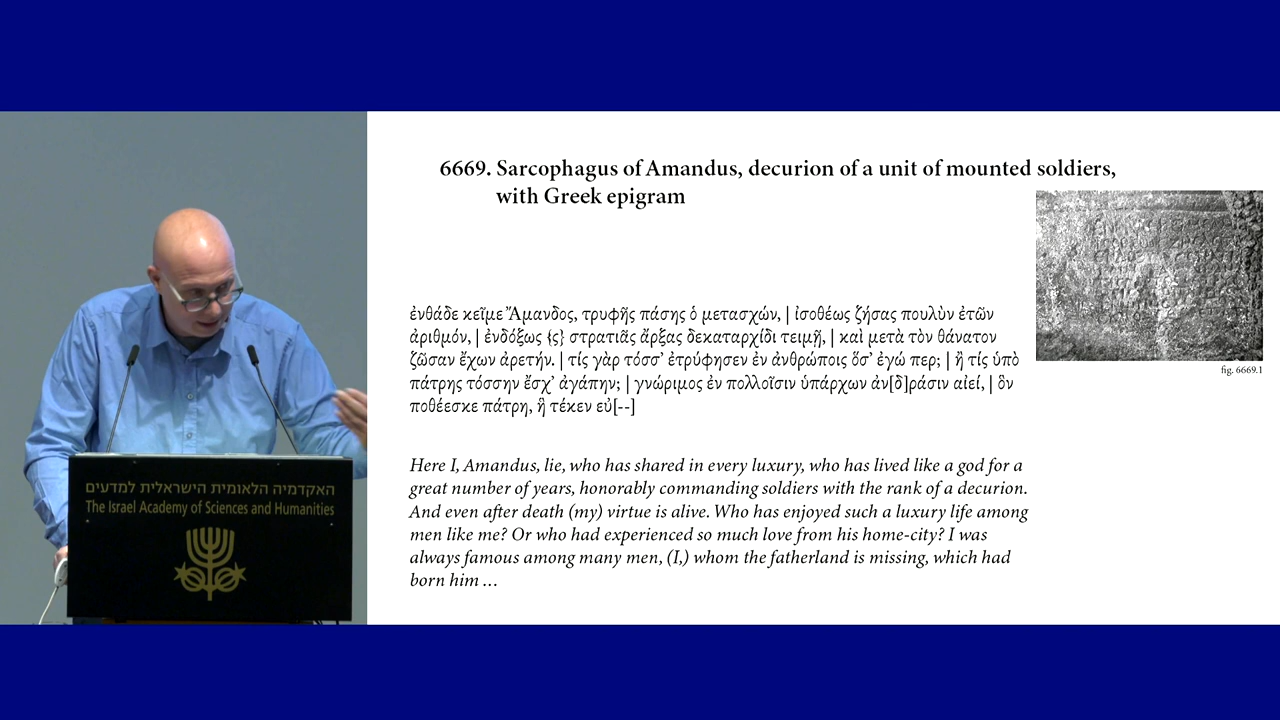 האקדמיה הלאומית הישראלית למדעים
The Israel Academy of Sciences and Humanities
6669. Sarcophagus of Amandus, decurion of a unit of mounted soldiers,
with Greek epigram
fig. 6669.1
ἐνθάδε κεῖμε Ἄμανδος, τρυφῆς πάσης ὁ μετασχών, | ἰσοθέως ζήσας πουλὺν ἐτῶν
ἀριθμόν, | ἐνδόξως {ς} στρατιᾶς ἄρξας δεκαταρχίδι τειμῇ, | καὶ μετὰ τὸν θάνατον
ζῶσαν ἔχων ἀρετήν. | τίς γὰρ τόσσ’ ἐτρύφησεν ἐν ἀνθρώποις ὅσ’ ἐγώ περ; | ἢ τίς ὑπὸ
πάτρης τόσσην ἔσχ’ ἀγάπην; | γνώριμος ἐν πολλοῖσιν ὑπάρχων ἀν[δ]ράσιν αἰεί, | ὃν
ποθέεσκε πάτρη, ἣ τέκεν εὐ[--]
Here I, Amandus, lie, who has shared in every luxury, who has lived like a god for a
great number of years, honorably commanding soldiers with the rank of a decurion.
And even after death (my) virtue is alive. Who has enjoyed such a luxury life among
men like me? Or who had experienced so much love from his home-city? I was
always famous among many men, (I,) whom the fatherland is missing, which had
born him …